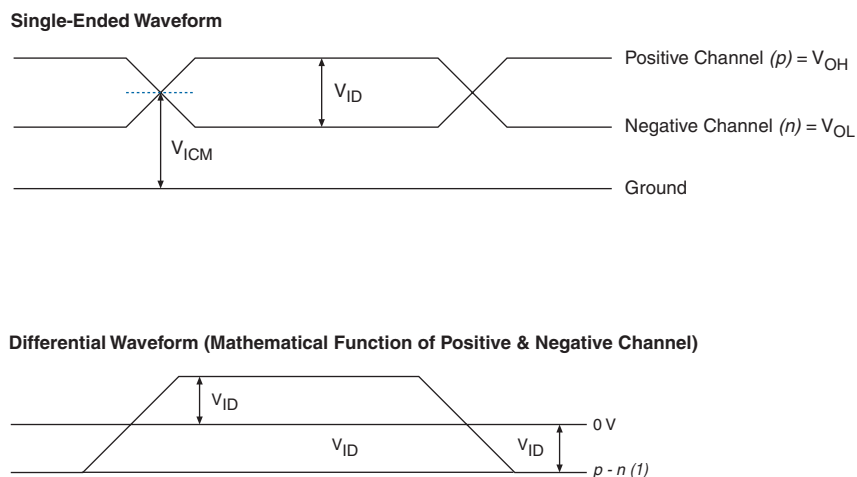 Single-Ended Waveform
Positive Channel (p) = VOH
VID
Negative Channel (n) = VOL
VICM
Ground
Differential Waveform (Mathematical Function of Positive & Negative Channel)
VID
0 V
VID
VID
p - n (1)